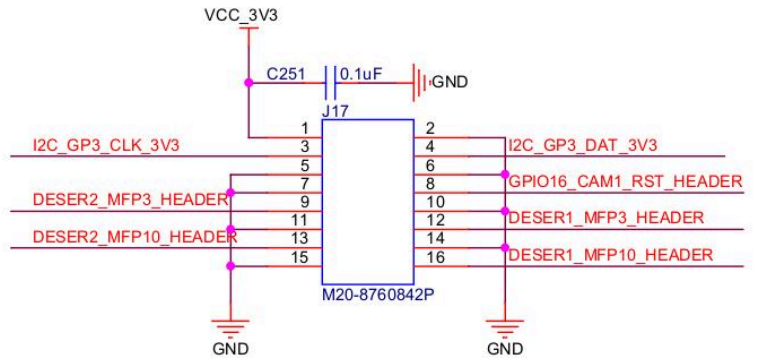 VCC_3V3
C251 0.1uF
GND
J17
1 2
I2C_GP3_CLK_3V3 3 4 I2C_GP3_DAT_3V3
5 6
7 8 GPIO16_CAM1_RST_HEADER
DESER2_MFP3_HEADER 9 10
11 12 DESER1_MFP3_HEADER
DESER2_MFP10_HEADER 13 14
15 16 DESER1_MFP10_HEADER
M20-8760842P
GND GND